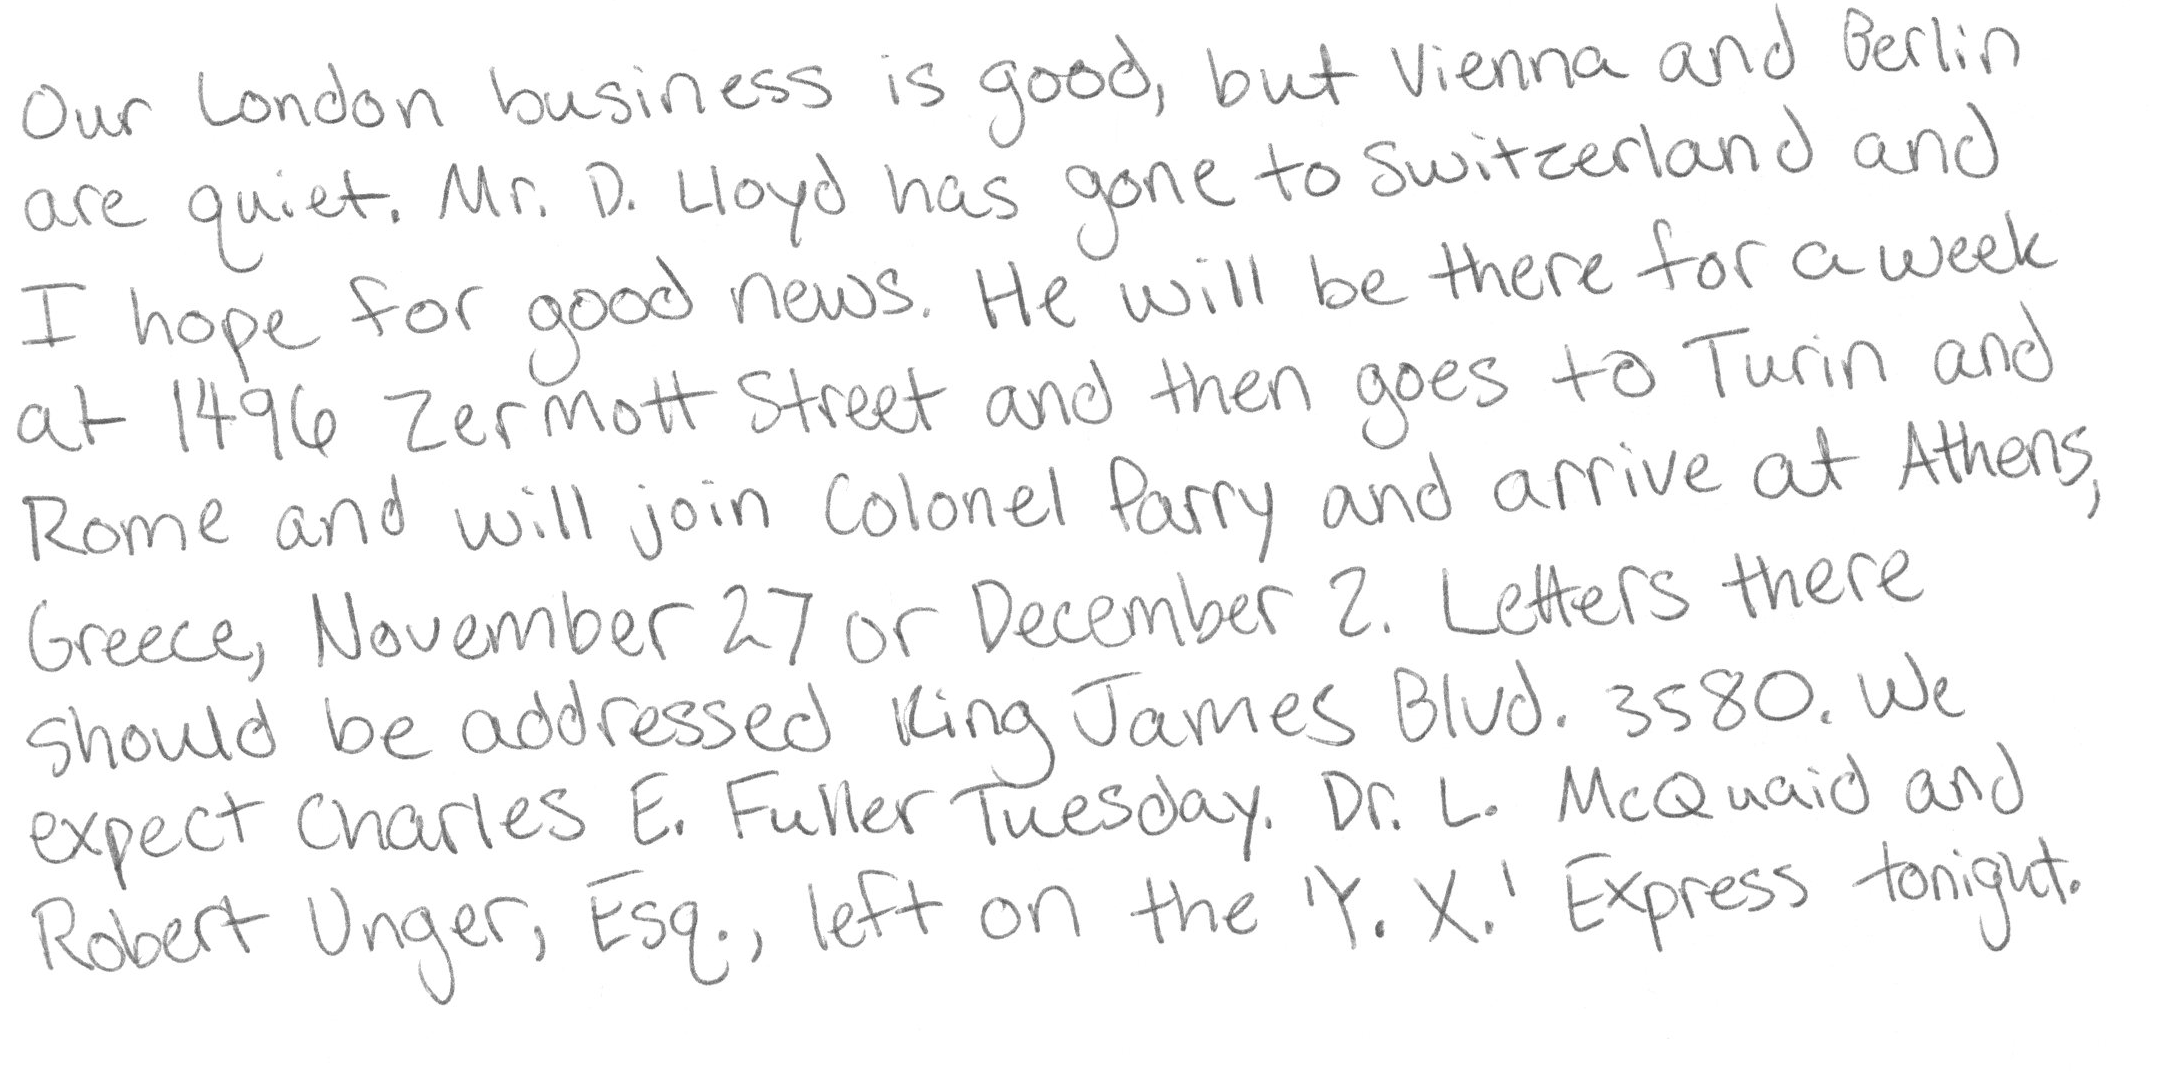 Our London business is good, but Vienna and Berlin
are quiet. Mr. D. Lloyd has gone to Switzerland and
I hope for good news. He will be there for a week
at 1496 Zermott Street and then goes to Turin and
Rome and will join Colonel Parry and arrive at Athens,
Greece, November 27 or December 2. Letters there
should be addressed King James Blvd. 3580. We
expect Charles E. Fuller Tuesday. Dr. L. McQuaid and
Robert Unger, Esq., left on the 'Y. X.' Express tonight.